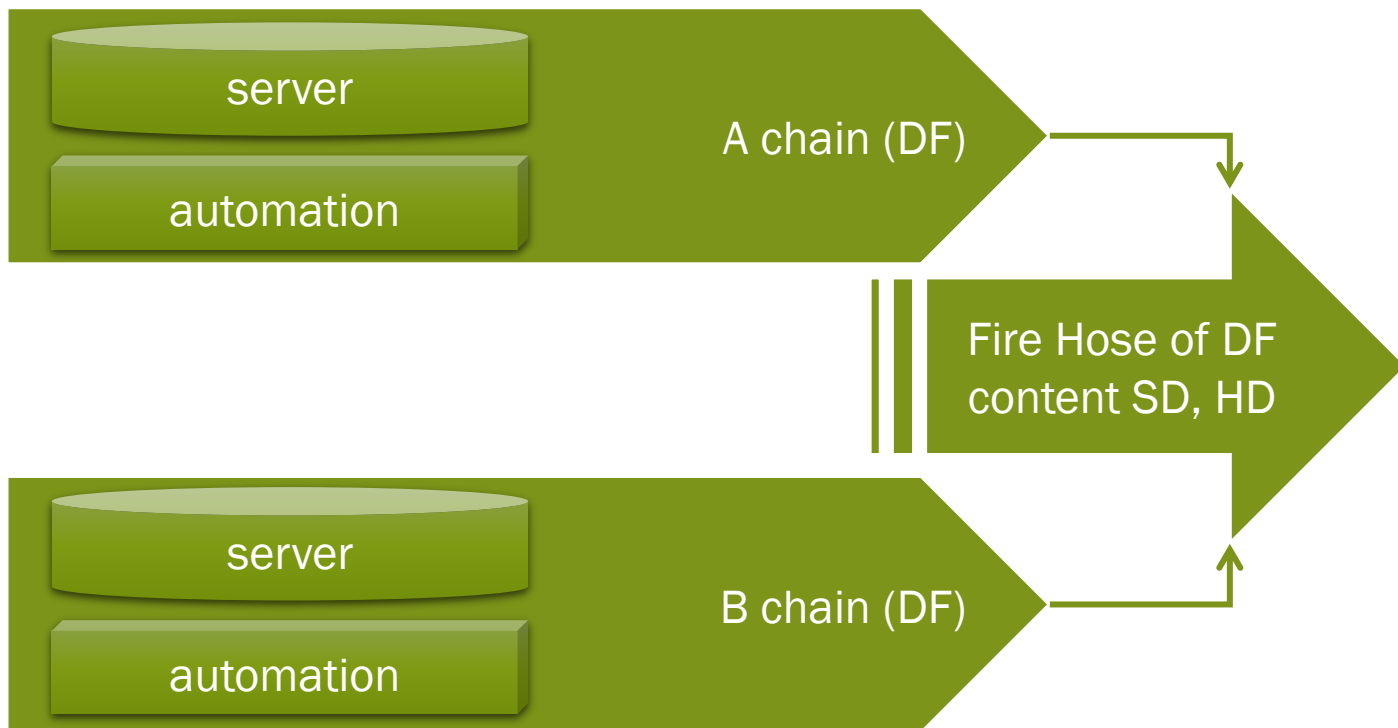 server
A chain (DF)
automation
Fire Hose of DF
content SD, HD
server
B chain (DF)
automation